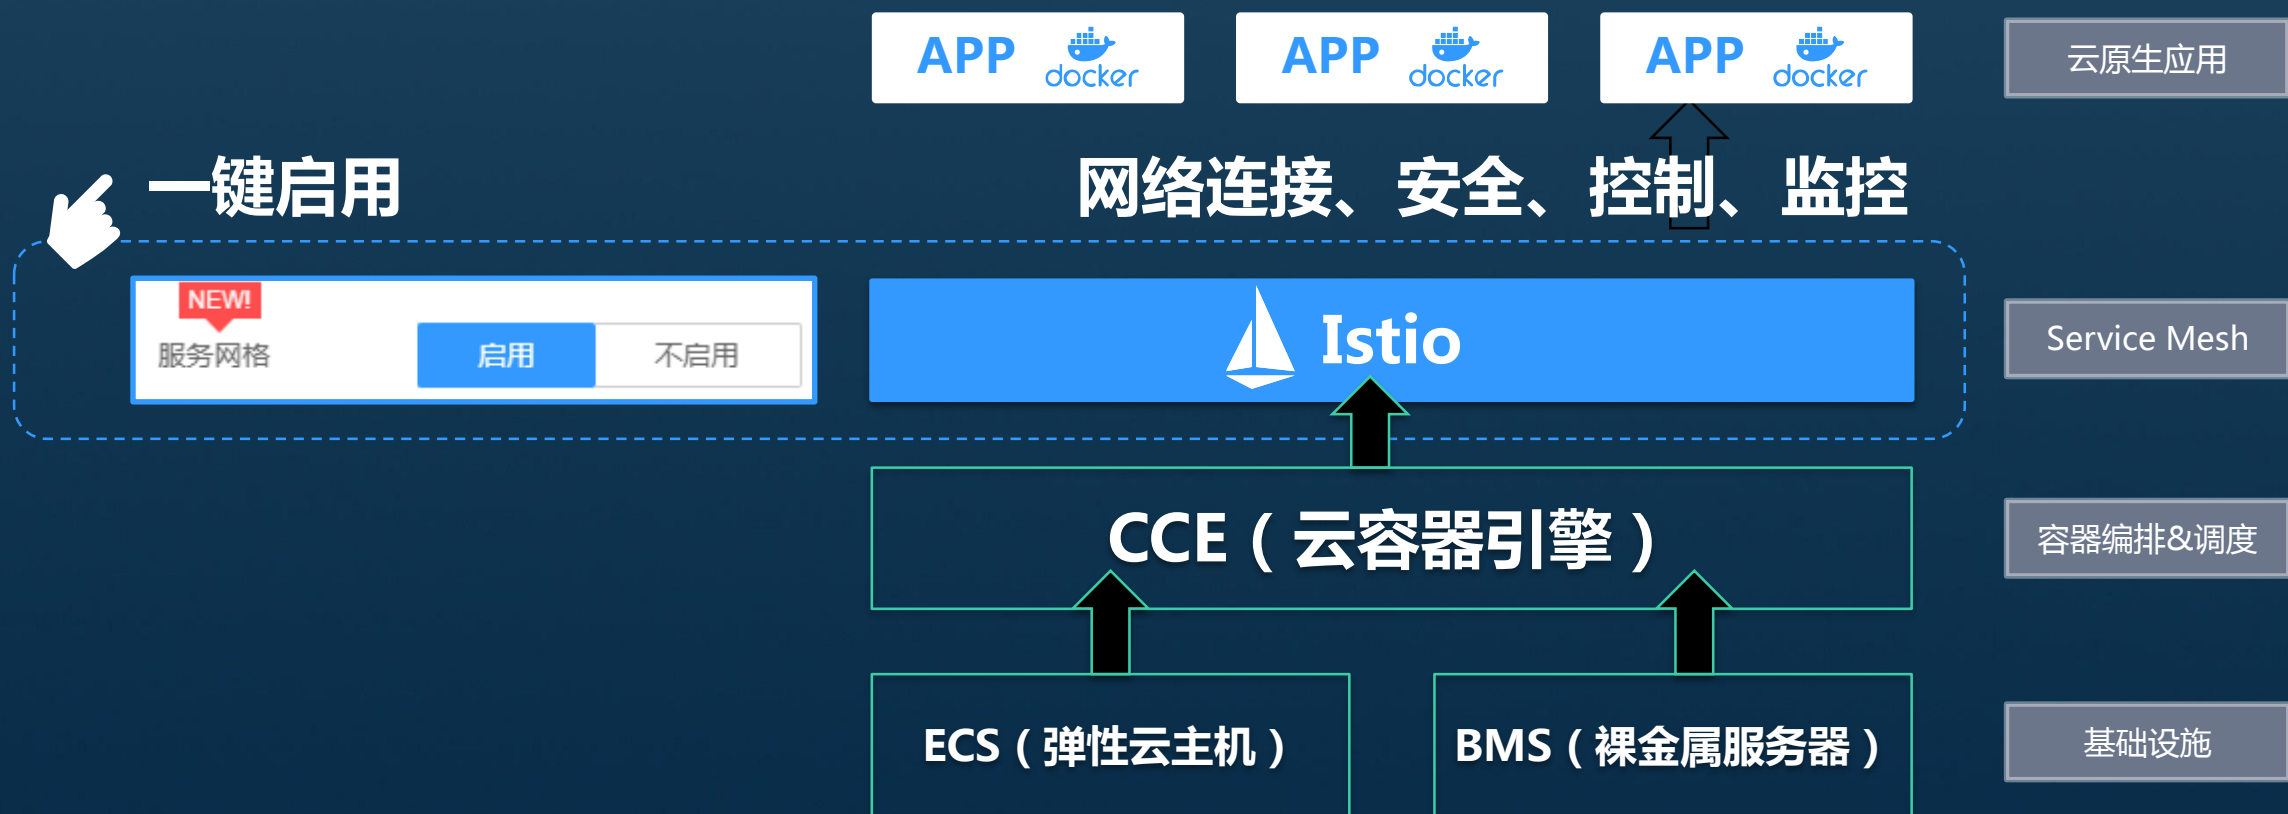 APP docker
APP docker
APP docker
云原生应用
一键启用
网络连接、安全、控制、监控
NEW!
服务网格
启用
不启用
Istio
Service Mesh
CCE（云容器引擎）
容器编排&调度
ECS（弹性云主机）
BMS（裸金属服务器）
基础设施